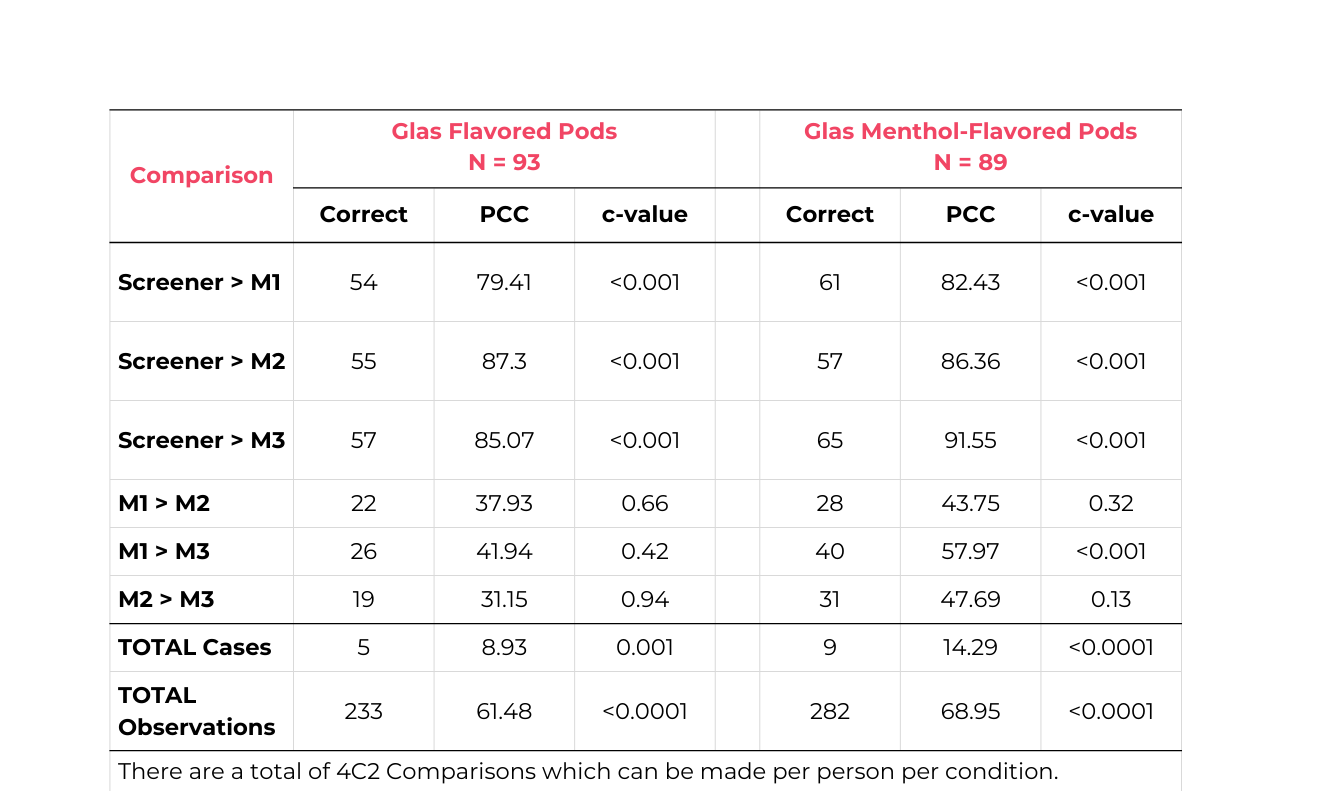 Comparison
Glas Flavored Pods
N = 93
Glas Menthol-Flavored Pods
N = 89
Correct PCC c-value Correct PCC c-value
Screener > M1 54 79.41 <0.001 61 82.43 <0.001
Screener > M2 55 87.3 <0.001 57 86.36 <0.001
Screener > M3 57 85.07 <0.001 65 91.55 <0.001
M1 > M2 22 37.93 0.66 28 43.75 0.32
M1 > M3 26 41.94 0.42 40 57.97 <0.001
M2 > M3 19 31.15 0.94 31 47.69 0.13
TOTAL Cases 5 8.93 0.001 9 14.29 <0.0001
TOTAL
Observations 233 61.48 <0.0001 282 68.95 <0.0001
There are a total of 4C2 Comparisons which can be made per person per condition.